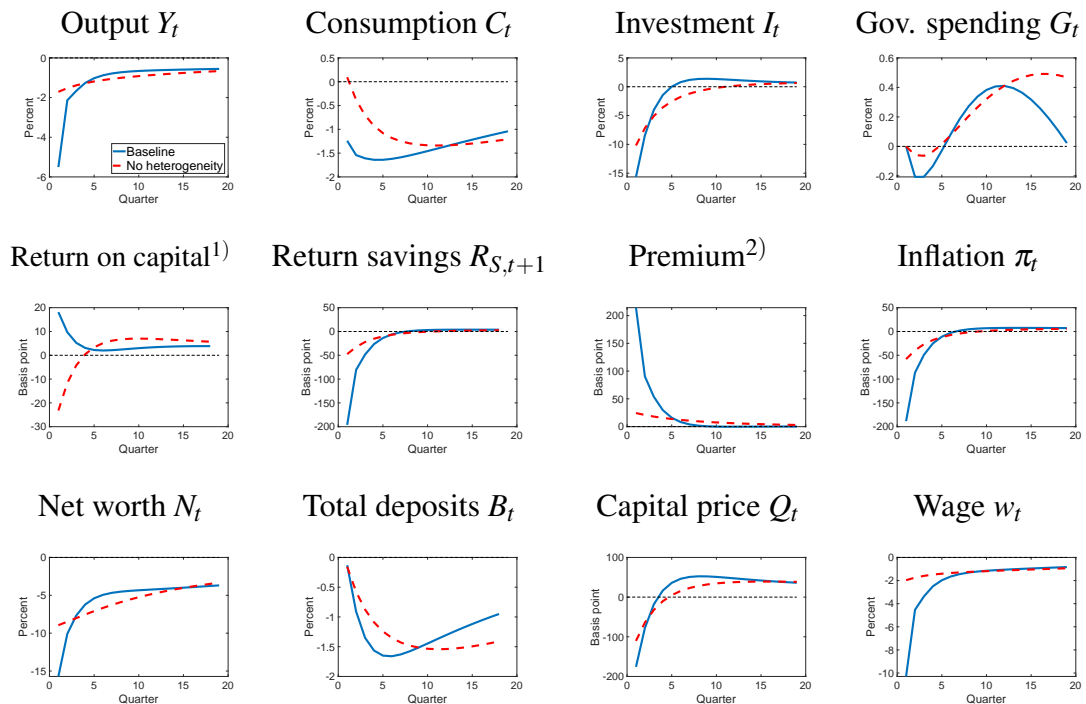 Output Y_t
Consumption C_t
Investment I_t
Gov. spending G_t
0
-2
-4
-6
Percent
Baseline
No heterogeneity
0 5 10 15 20
Quarter
0.5
0
-0.5
-1
-1.5
-2
Percent
0 5 10 15 20
Quarter
5
0
-5
-10
-15
Percent
0 5 10 15 20
Quarter
0.6
0.4
0.2
0
0.2
Percent
0 5 10 15 20
Quarter
Return on capital^1)
Return savings R_{S,t+1}
Premium^2)
Inflation π_t
20
10
0
-10
-20
-30
Basis point
0 5 10 15 20
Quarter
0
-50
-100
-150
-200
Basis point
0 5 10 15 20
Quarter
200
150
100
50
0
Basis point
0 5 10 15 20
Quarter
0
-50
-100
-150
-200
Basis point
0 5 10 15 20
Quarter
Net worth N_t
Total deposits B_t
Capital price Q_t
Wage w_t
0
-5
-10
-15
Percent
0 5 10 15 20
Quarter
0
-0.5
-1
-1.5
-2
Percent
0 5 10 15 20
Quarter
100
0
-100
-200
Basis point
0 5 10 15 20
Quarter
0
-2
-4
-6
-8
-10
Percent
0 5 10 15 20
Quarter